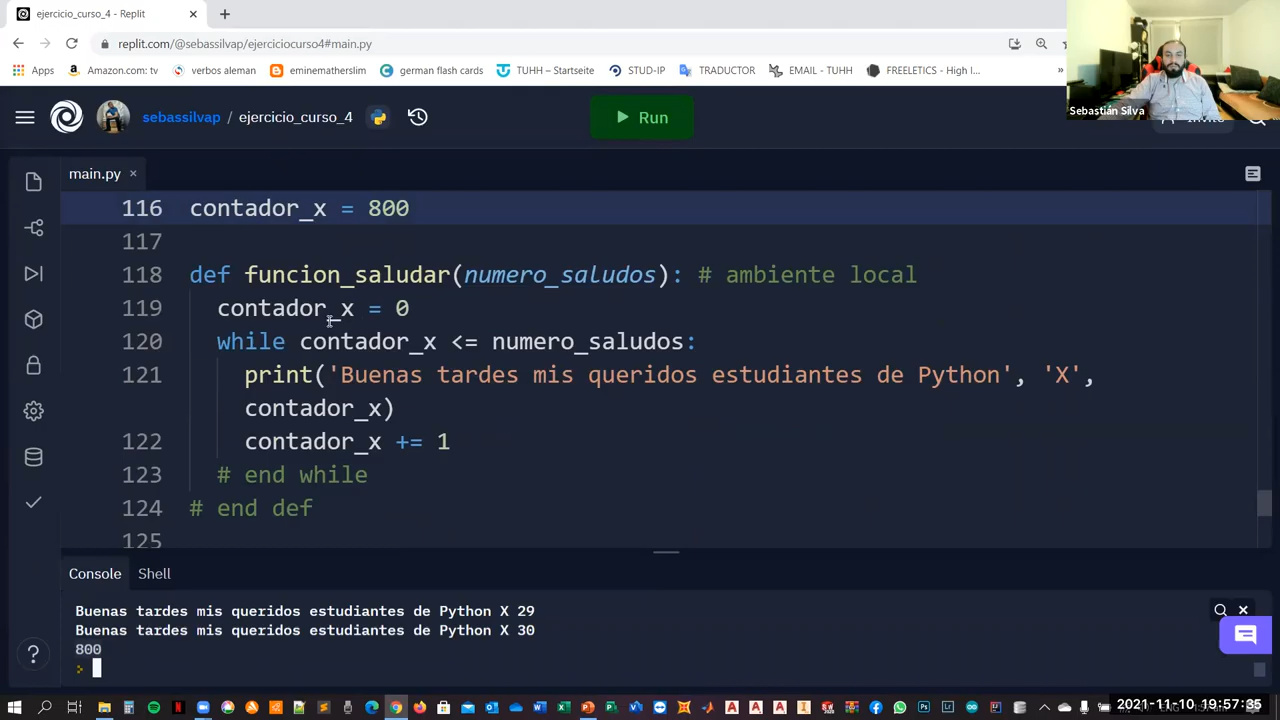 ejercicio_curso_4 - Replit
replit.com/@sebassilvap/ejerciciocurso4#main.py
Apps
Amazon.com: tv
verbos aleman
eminematherslim
german flash cards
TUHH – Startseite
STUD-IP
TRADUCTOR
EMAIL - TUHH
FREELETICS - High I...
»
Sebastián Silva
sebassilvap / ejercicio_curso_4
Run
Invite
main.py
116 contador_x = 800
117
118 def funcion_saludar(numero_saludos): # ambiente local
119 contador_x = 0
120 while contador_x <= numero_saludos:
121 print('Buenas tardes mis queridos estudiantes de Python', 'X',
contador_x)
122 contador_x += 1
123 # end while
124 # end def
125
Console Shell
Buenas tardes mis queridos estudiantes de Python X 29
Buenas tardes mis queridos estudiantes de Python X 30
800
2021-11-10 19:57:35